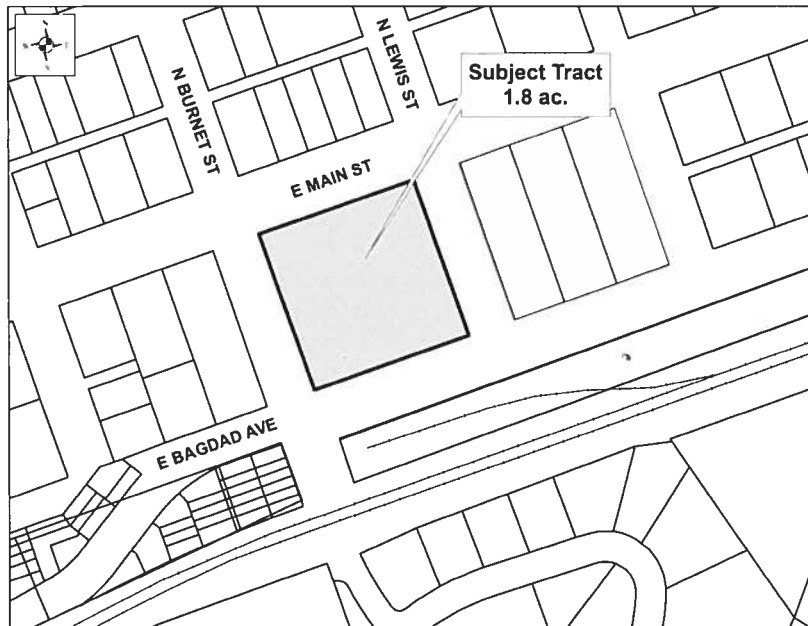 N BURNET ST
N LEWIS ST
Subject Tract
1.8 ac.
E MAIN ST
E BAGDAD AVE